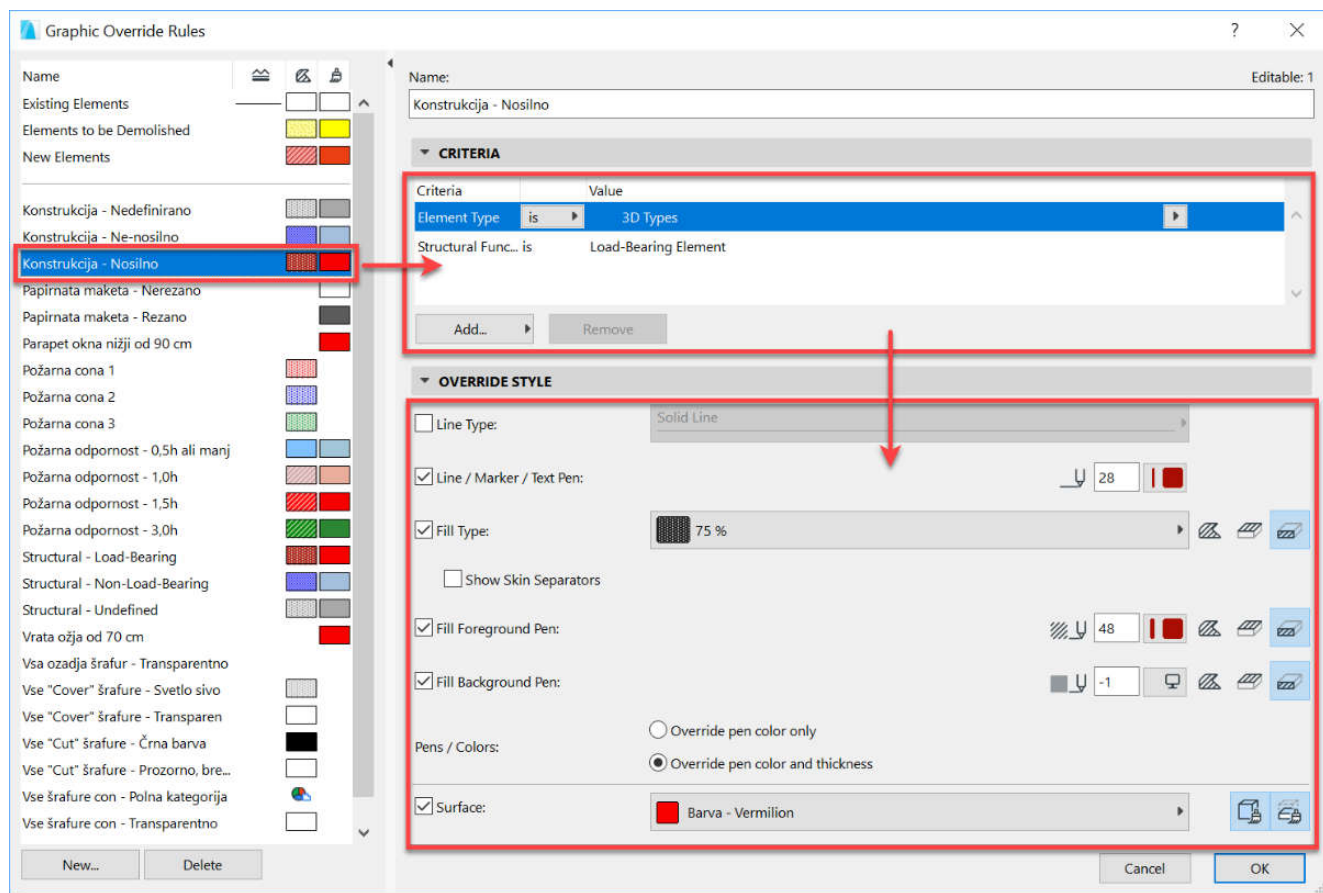 Graphic Override Rules
?
Name
Existing Elements
Elements to be Demolished
New Elements
Konstrukcija - Nedefinirano
Konstrukcija - Ne-nosilno
Konstrukcija - Nosilno
Papirnata maketa - Nerezano
Papirnata maketa - Rezano
Parapet okna nižji od 90 cm
Požarna cona 1
Požarna cona 2
Požarna cona 3
Požarna odpornost - 0,5h ali manj
Požarna odpornost - 1,0h
Požarna odpornost - 1,5h
Požarna odpornost - 3,0h
Structural - Load-Bearing
Structural - Non-Load-Bearing
Structural - Undefined
Vrata ožja od 70 cm
Vsa ozadja šrafur - Transparentno
Vse "Cover" šrafure - Svetlo sivo
Vse "Cover" šrafure - Transparen
Vse "Cut" šrafure - Črna barva
Vse "Cut" šrafure - Prozorno, bre...
Vse šrafure con - Polna kategorija
Vse šrafure con - Transparentno
New...
Delete
Name:
Editable: 1
Konstrukcija - Nosilno
CRITERIA
Criteria
Value
Element Type is 3D Types
Structural Func... is Load-Bearing Element
Add...
Remove
OVERRIDE STYLE
Line Type:
Solid Line
Line / Marker / Text Pen:
28
Fill Type:
75 %
Show Skin Separators
Fill Foreground Pen:
48
Fill Background Pen:
-1
Pens / Colors:
Override pen color only
Override pen color and thickness
Surface:
Barva - Vermilion
Cancel
OK